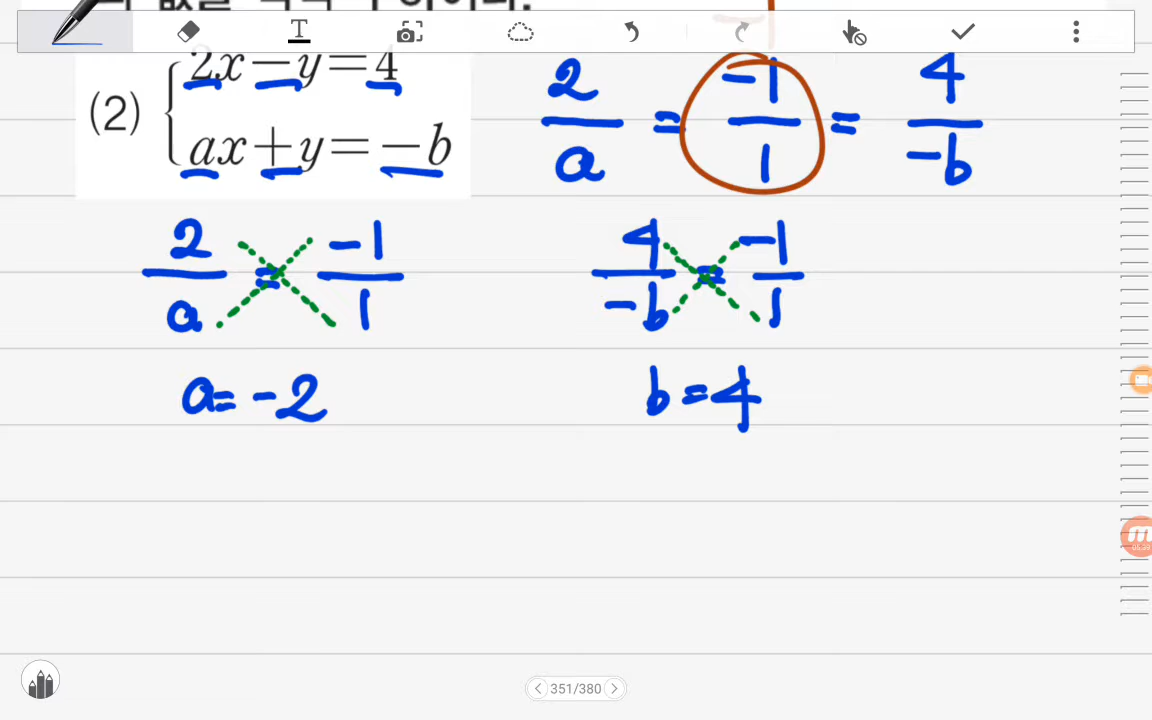 T
(2) { 2x-y=4
ax+y=-b
2/a = -1/1 = 4/-b
2/a = -1/1
4/-b = -1/1
a=-2
b=4
351/380